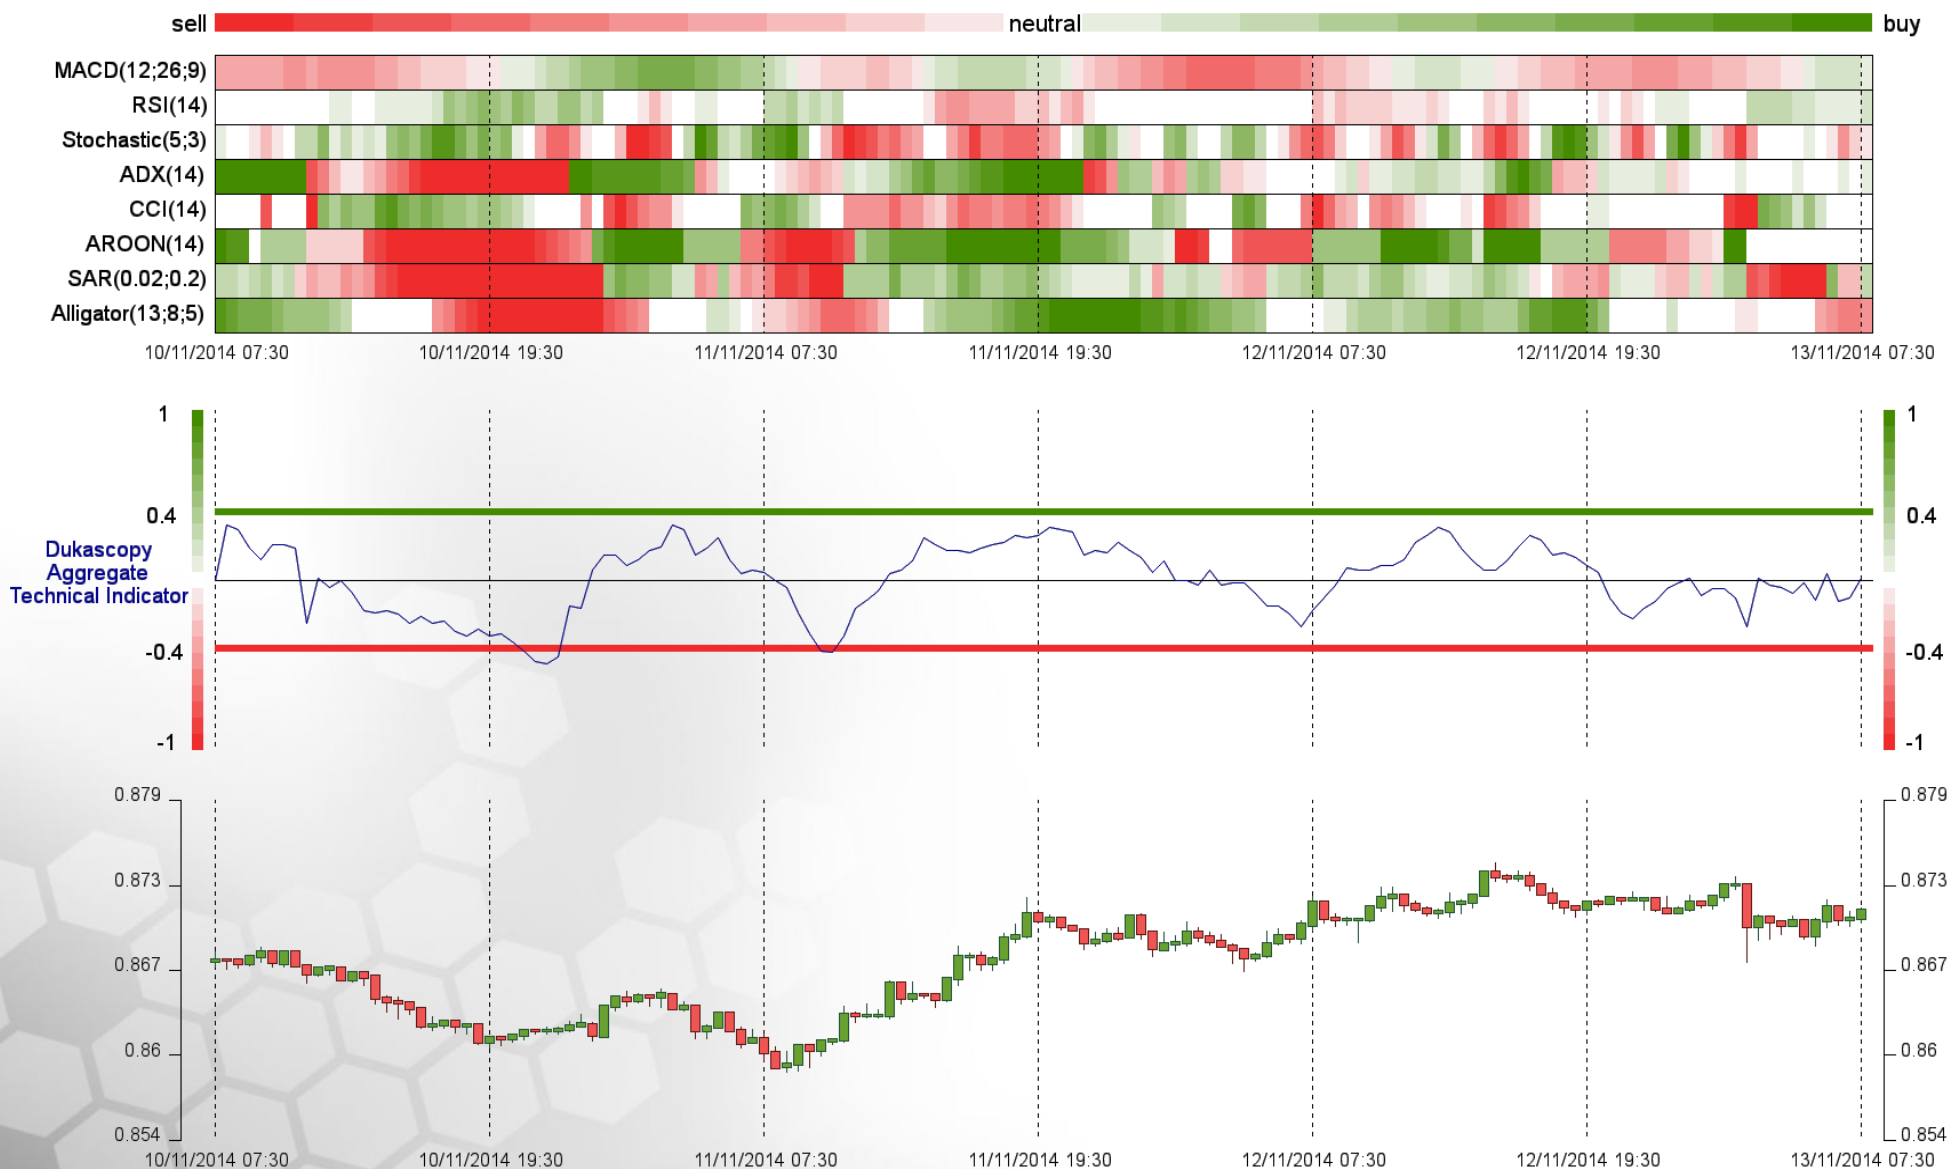 sell neutral buy
MACD(12;26;9)
RSI(14)
Stochastic(5;3)
ADX(14)
CCI(14)
AROON(14)
SAR(0.02;0.2)
Alligator(13;8;5)
10/11/2014 07:30 10/11/2014 19:30 11/11/2014 07:30 11/11/2014 19:30 12/11/2014 07:30 12/11/2014 19:30 13/11/2014 07:30
1 1
0.4 0.4
Dukascopy
Aggregate
Technical Indicator
-0.4 -0.4
-1 -1
0.879 0.879
0.873 0.873
0.867 0.867
0.86 0.86
0.854 0.854
10/11/2014 07:30 10/11/2014 19:30 11/11/2014 07:30 11/11/2014 19:30 12/11/2014 07:30 12/11/2014 19:30 13/11/2014 07:30